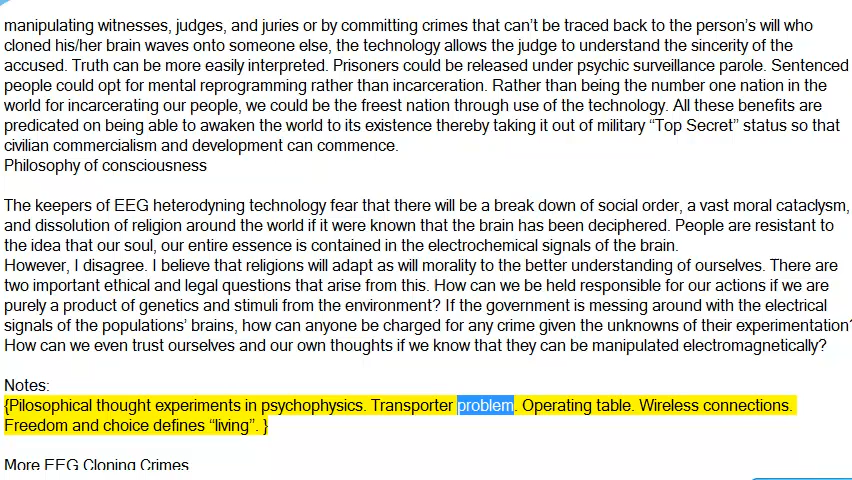 manipulating witnesses, judges, and juries or by committing crimes that can’t be traced back to the person’s will who
cloned his/her brain waves onto someone else, the technology allows the judge to understand the sincerity of the
accused. Truth can be more easily interpreted. Prisoners could be released under psychic surveillance parole. Sentenced
people could opt for mental reprogramming rather than incarceration. Rather than being the number one nation in the
world for incarcerating our people, we could be the freest nation through use of the technology. All these benefits are
predicated on being able to awaken the world to its existence thereby taking it out of military “Top Secret” status so that
civilian commercialism and development can commence.
Philosophy of consciousness
The keepers of EEG heterodyning technology fear that there will be a break down of social order, a vast moral cataclysm,
and dissolution of religion around the world if it were known that the brain has been deciphered. People are resistant to
the idea that our soul, our entire essence is contained in the electrochemical signals of the brain.
However, I disagree. I believe that religions will adapt as will morality to the better understanding of ourselves. There are
two important ethical and legal questions that arise from this. How can we be held responsible for our actions if we are
purely a product of genetics and stimuli from the environment? If the government is messing around with the electrical
signals of the populations’ brains, how can anyone be charged for any crime given the unknowns of their experimentation?
How can we even trust ourselves and our own thoughts if we know that they can be manipulated electromagnetically?
Notes:
{Pilosophical thought experiments in psychophysics. Transporter problem. Operating table. Wireless connections.
Freedom and choice defines “living”. }
More EEG Cloning Crimes